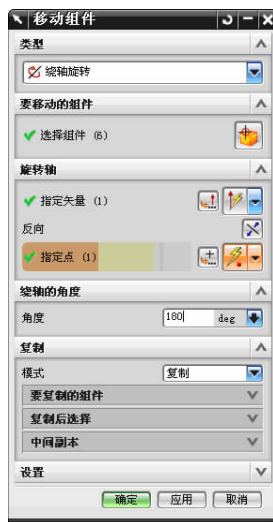 移动组件
类型
绕轴旋转
要移动的组件
选择组件 (6)
旋转轴
指定矢量 (1)
反向
指定点 (1)
绕轴的角度
角度 180 deg
复制
模式 复制
要复制的组件
复制后选择
中间副本
设置
确定 应用 取消